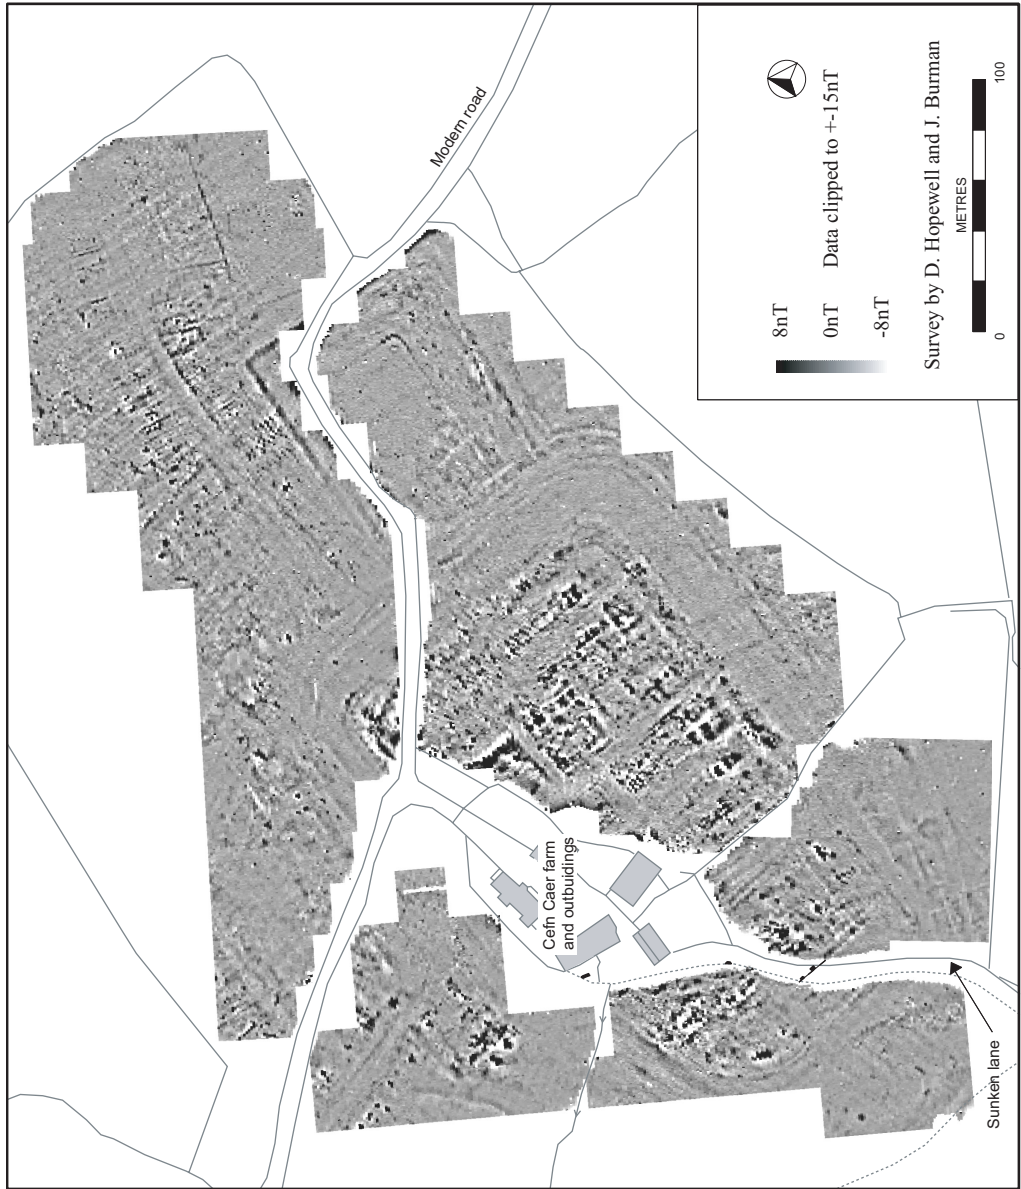 Modern road
Cefn Caer farm
and outbuidings
Sunken lane
8nT
0nT
-8nT
Data clipped to +-15nT
Survey by D. Hopewell and J. Burman
METRES
0
100